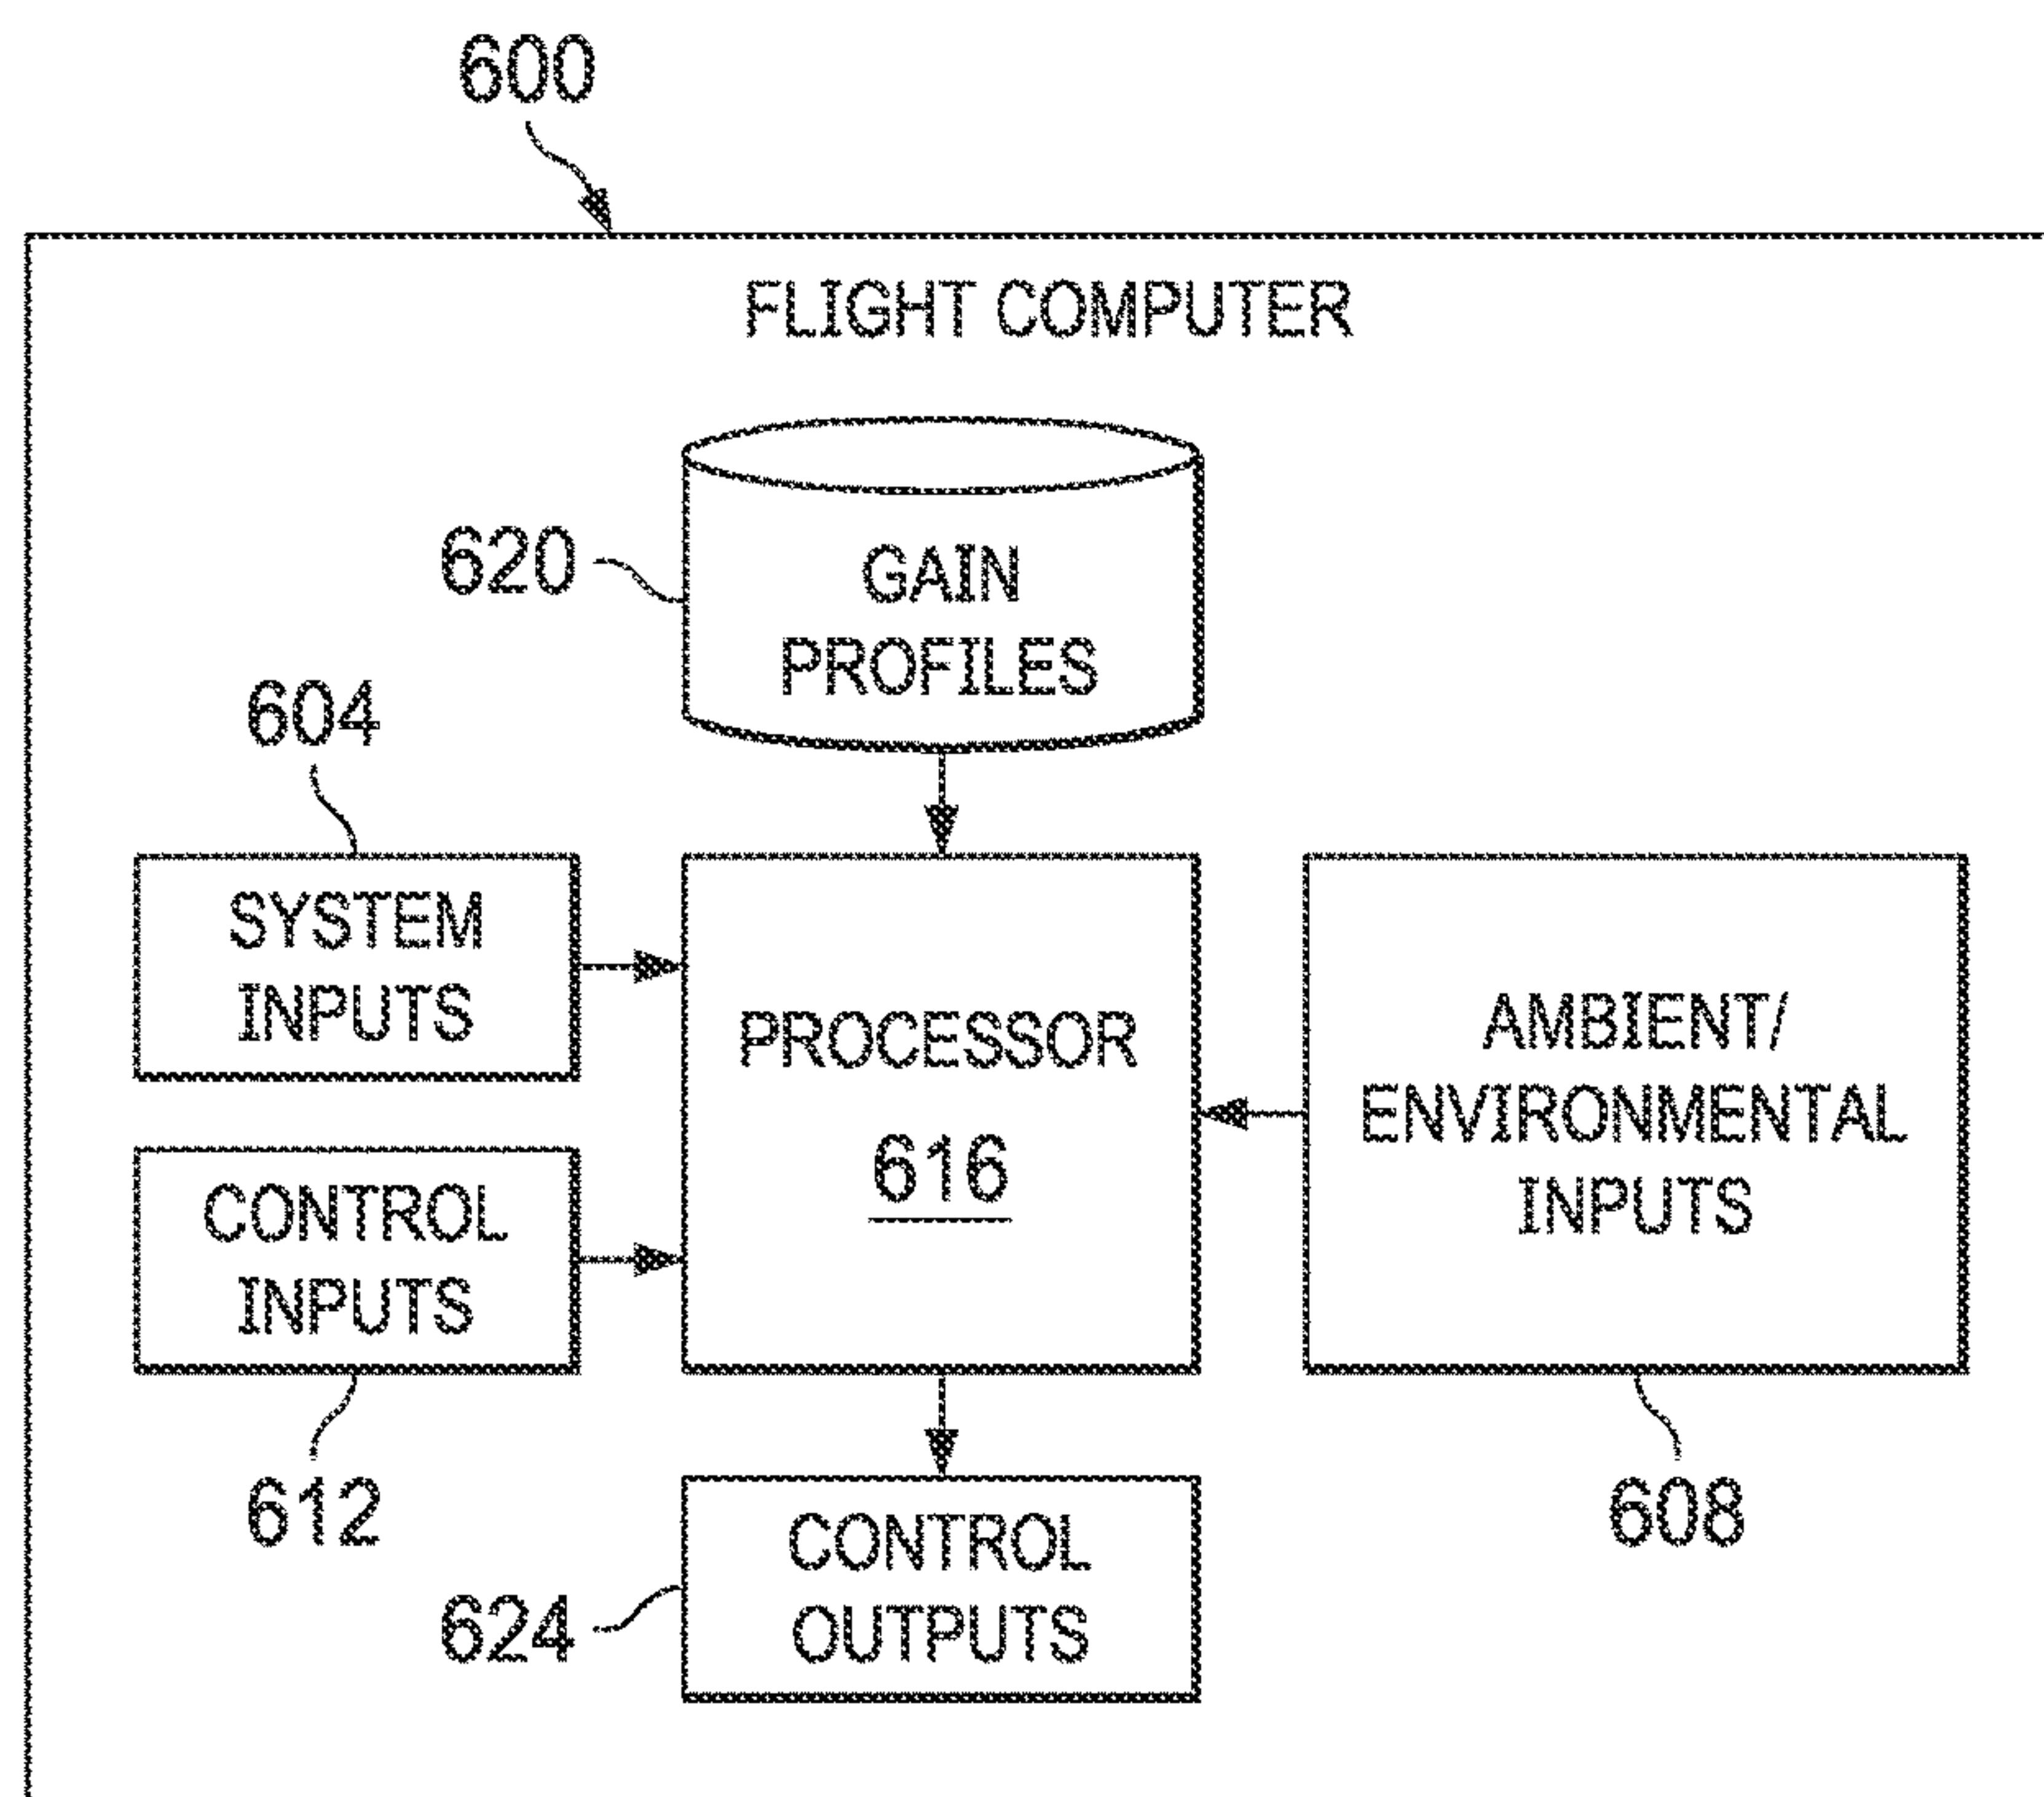 600
FLIGHT COMPUTER
620
GAIN
PROFILES
604
SYSTEM
INPUTS
PROCESSOR
616
AMBIENT/
ENVIRONMENTAL
INPUTS
CONTROL
INPUTS
612
608
CONTROL
OUTPUTS
624